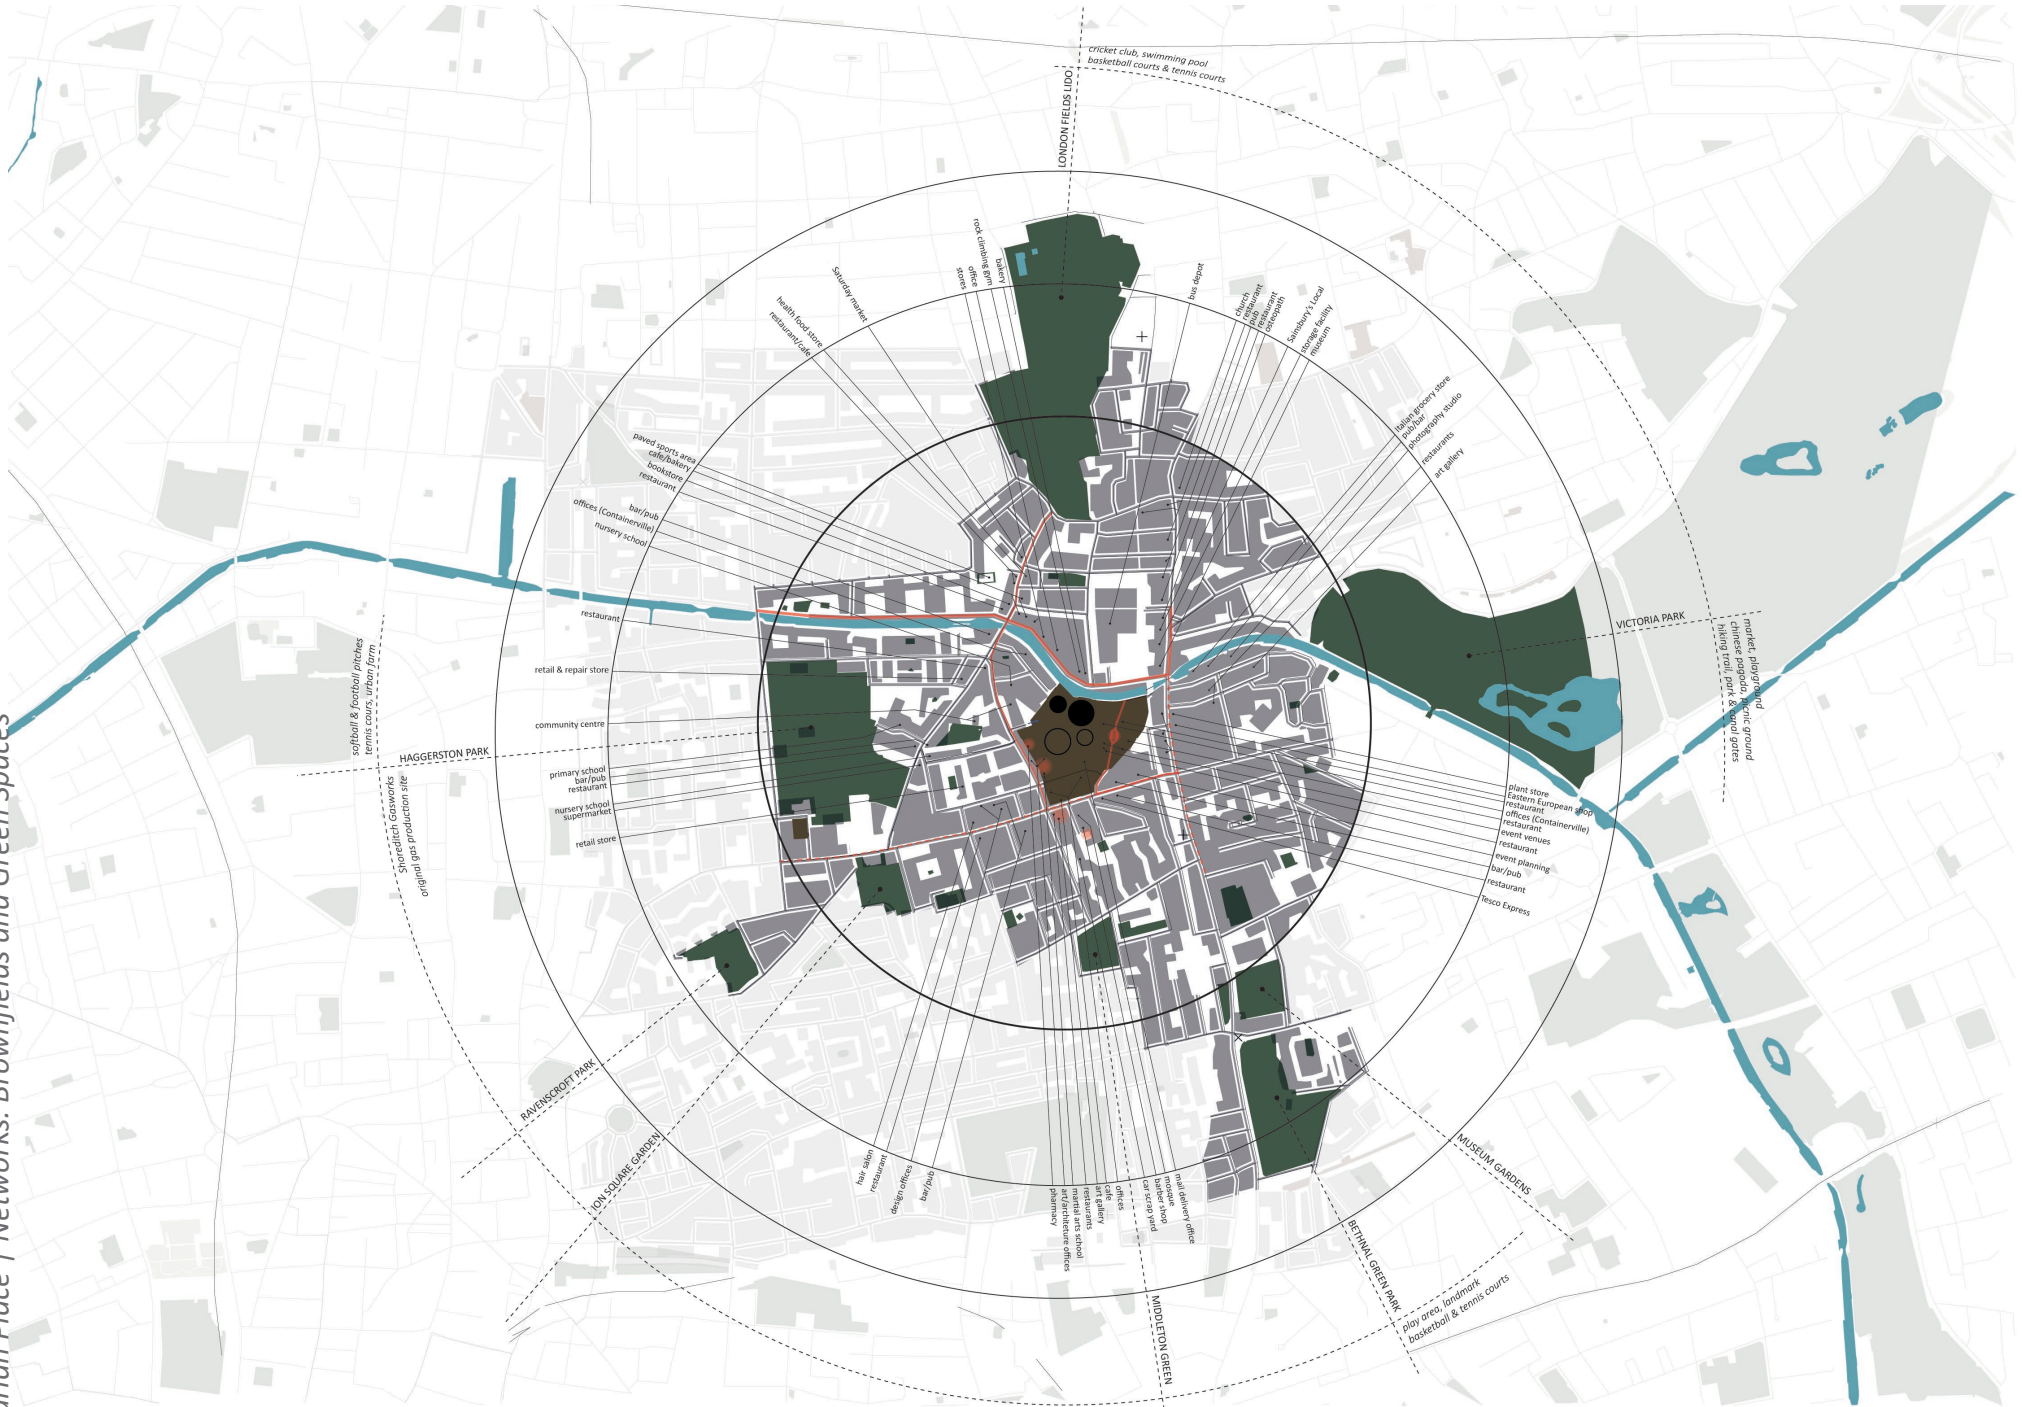 cricket club, swimming pool
basketball courts & tennis courts
LONDON FIELDS LIDO
bakery
rock climbing gym
office
stores
Saturday market
health food store
restaurant/cafe
bus depot
church
restaurant
pub
restaurant
osteopath
Sainsbury's Local
storage facility
museum
italian grocery store
pub/bar
photography studio
restaurants
art gallery
paved sports area
cafe/bakery
bookstore
restaurant
bar/pub
offices (Containerville)
nursery school
restaurant
retail & repair store
community centre
primary school
bar/pub
restaurant
nursery school
supermarket
retail store
softball & football pitches
tennis cours, urban farm
HAGGERSTON PARK
Shoreditch Gasworks
original gas production site
VICTORIA PARK
market, playground
chinese pagoda, picnic ground
hiking trail, park & canal gates
plant store
Eastern European shop
restaurant
offices (Containerville)
restaurant
event venues
restaurant
event planning
bar/pub
restaurant
Tesco Express
RAVENSCROFT PARK
ION SQUARE GARDEN
hair salon
restaurant
design offices
bar/pub
pharmacy
art/architeture offices
martial arts school
restaurants
art gallery
cafe
offices
car scrap yard
barber shop
mosque
mail delivery office
MIDDLETON GREEN
BETHNAL GREEN PARK
MUSEUM GARDENS
play area, landmark
basketball & tennis courts
Place | Networks: Brownfields and Green Spaces